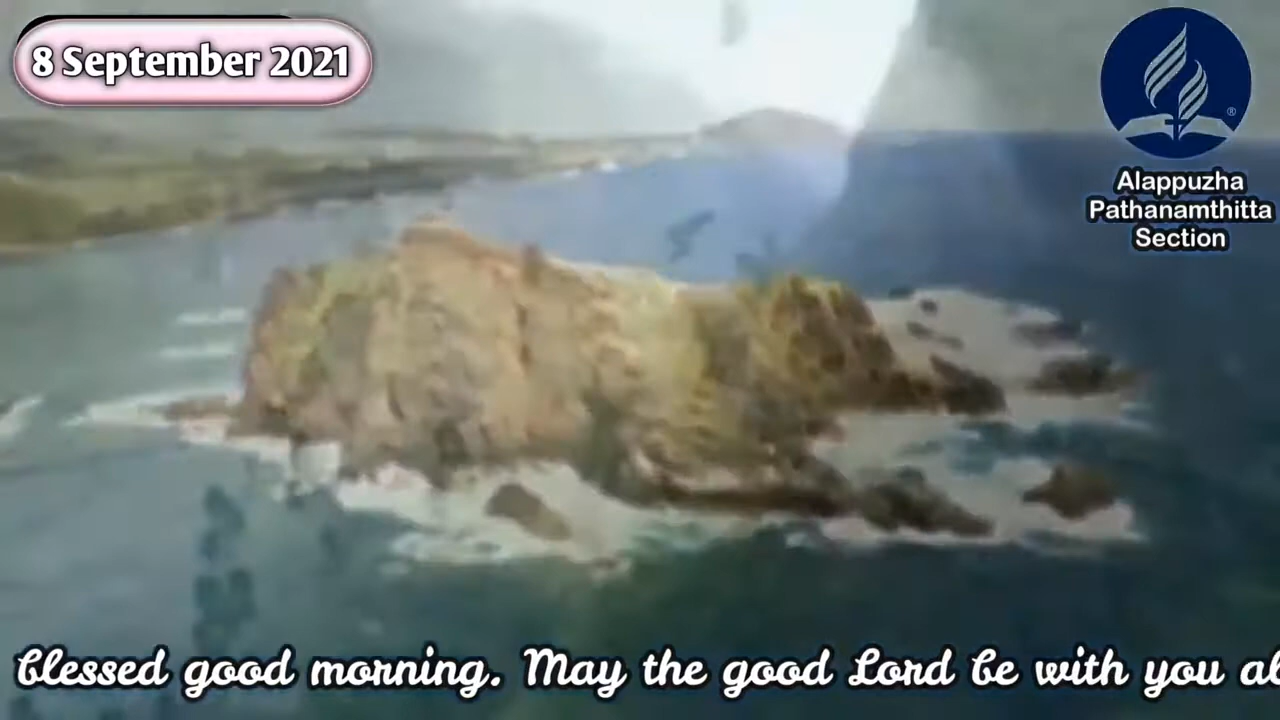 8 September 2021
Alappuzha
Pathanamthitta
Section
blessed good morning. May the good Lord be with you